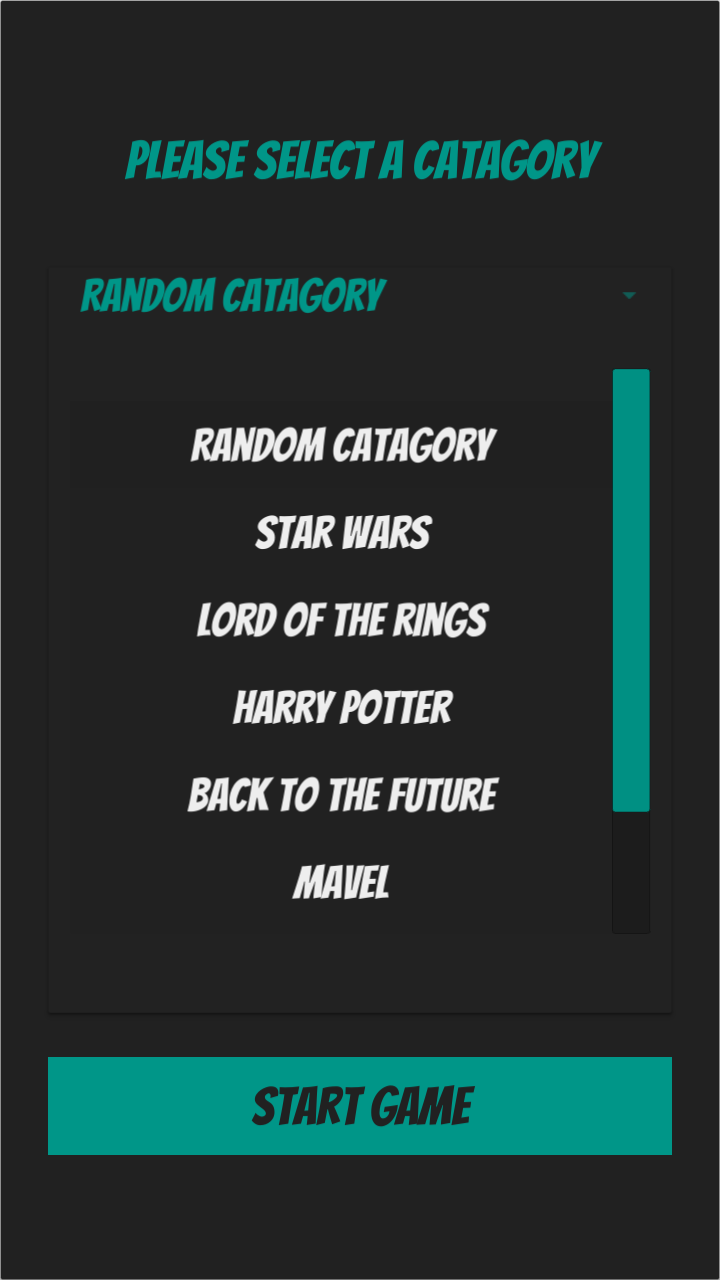 PLEASE SELECT A CATAGORY
RANDOM CATAGORY
RANDOM CATAGORY
STAR WARS
LORD OF THE RINGS
HARRY POTTER
BACK TO THE FUTURE
MAVEL
START GAME